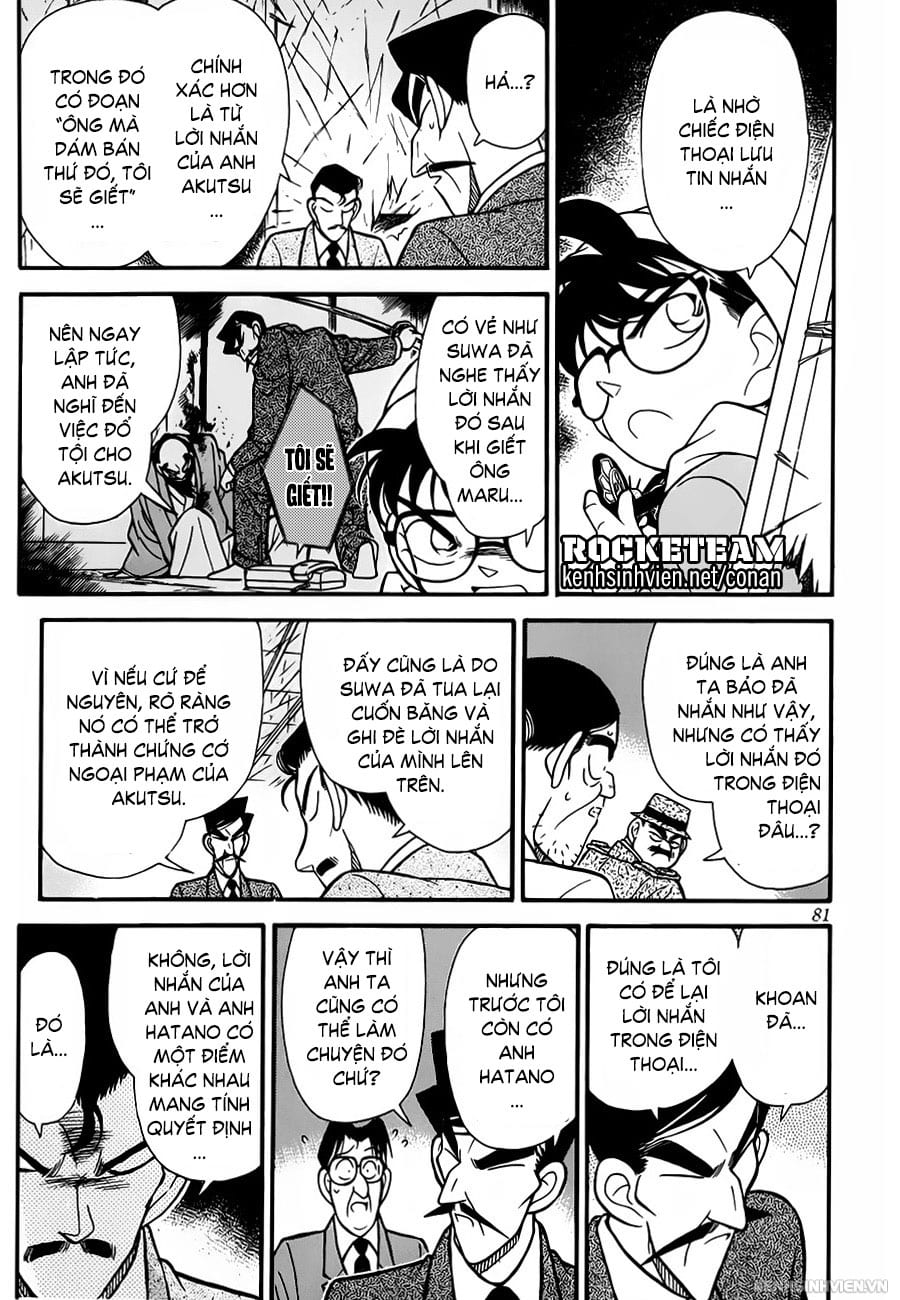 LÀ NHỜ
CHIẾC ĐIỆN
THOẠI LƯU
TIN NHẮN
...
HẢ...?
CHÍNH
XÁC HƠN
LÀ TỪ
LỜI NHẮN
CỦA ANH
AKUTSU
...
TRONG ĐÓ
CÓ ĐOẠN
“ÔNG MÀ
DÁM BÁN
THỨ ĐÓ, TÔI
SẼ GIẾT”
...
ROCKETEAM
kenhsinhvien.net/conan
CÓ VẺ NHƯ
SUWA ĐÃ
NGHE THẤY
LỜI NHẮN
ĐÓ SAU
KHI GIẾT
ÔNG
MARU...
TÔI SẼ
GIẾT!!
NÊN NGAY
LẬP TỨC,
ANH ĐÃ
NGHĨ ĐẾN
VIỆC ĐỔ
TỘI CHO
AKUTSU.
ĐÚNG LÀ ANH
TA BẢO ĐÃ
NHẮN NHƯ VẬY,
NHƯNG CÓ THẤY
LỜI NHẮN ĐÓ
TRONG ĐIỆN
THOẠI
ĐÂU...?
ĐẤY CŨNG LÀ DO
SUWA ĐÃ TUA LẠI
CUỐN BĂNG VÀ
GHI ĐÈ LỜI NHẮN
CỦA MÌNH LÊN
TRÊN.
VÌ NẾU CỨ ĐỂ
NGUYÊN, RÕ RÀNG
NÓ CÓ THỂ TRỞ
THÀNH CHỨNG CỚ
NGOẠI PHẠM CỦA
AKUTSU.
81
KHOAN
ĐÃ...
ĐÚNG LÀ TÔI
CÓ ĐỂ LẠI
LỜI NHẮN
TRONG ĐIỆN
THOẠI...
NHƯNG
TRƯỚC TÔI
CÒN CÓ
ANH
HATANO
...
VẬY THÌ
ANH TA
CŨNG CÓ
THỂ LÀM
CHUYỆN ĐÓ
CHỨ?
KHÔNG, LỜI
NHẮN CỦA
ANH VÀ ANH
HATANO CÓ
MỘT ĐIỂM
KHÁC NHAU
MANG TÍNH
QUYẾT ĐỊNH
...
ĐÓ
LÀ...
KENHSINHVIEN.VN